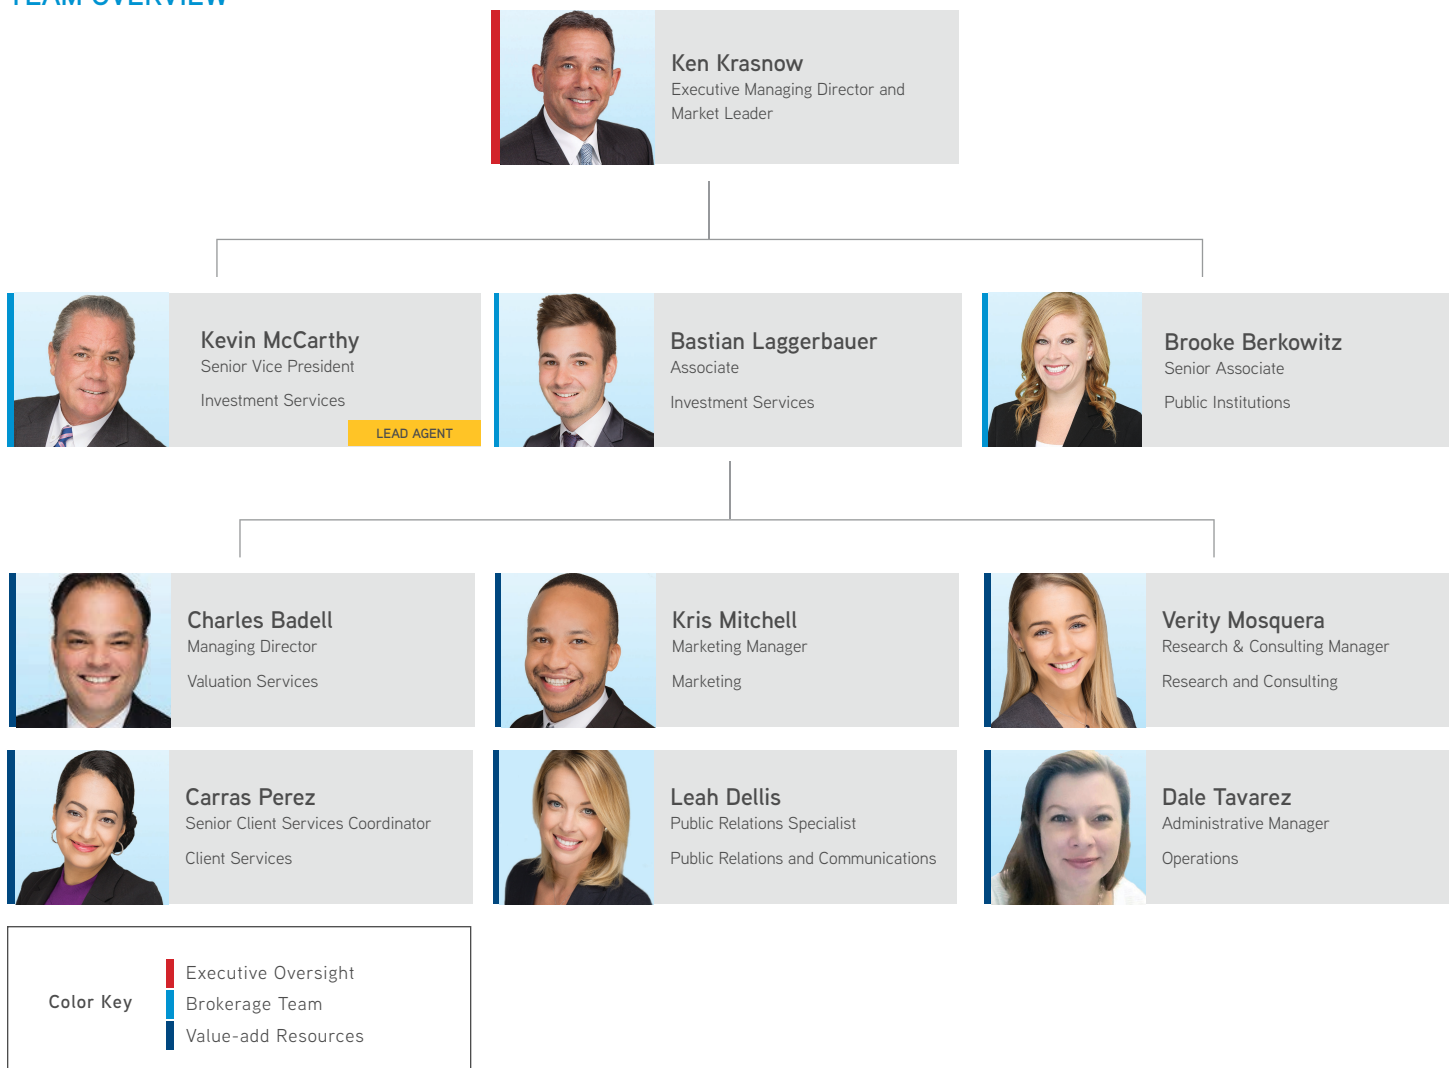 TEAM OVERVIEW
Ken Krasnow
Executive Managing Director and
Market Leader
Kevin McCarthy
Senior Vice President
Investment Services
LEAD AGENT
Bastian Laggerbauer
Associate
Investment Services
Brooke Berkowitz
Senior Associate
Public Institutions
Charles Badell
Managing Director
Valuation Services
Kris Mitchell
Marketing Manager
Marketing
Verity Mosquera
Research & Consulting Manager
Research and Consulting
Carras Perez
Senior Client Services Coordinator
Client Services
Leah Dellis
Public Relations Specialist
Public Relations and Communications
Dale Tavarez
Administrative Manager
Operations
Color Key
Executive Oversight
Brokerage Team
Value-add Resources